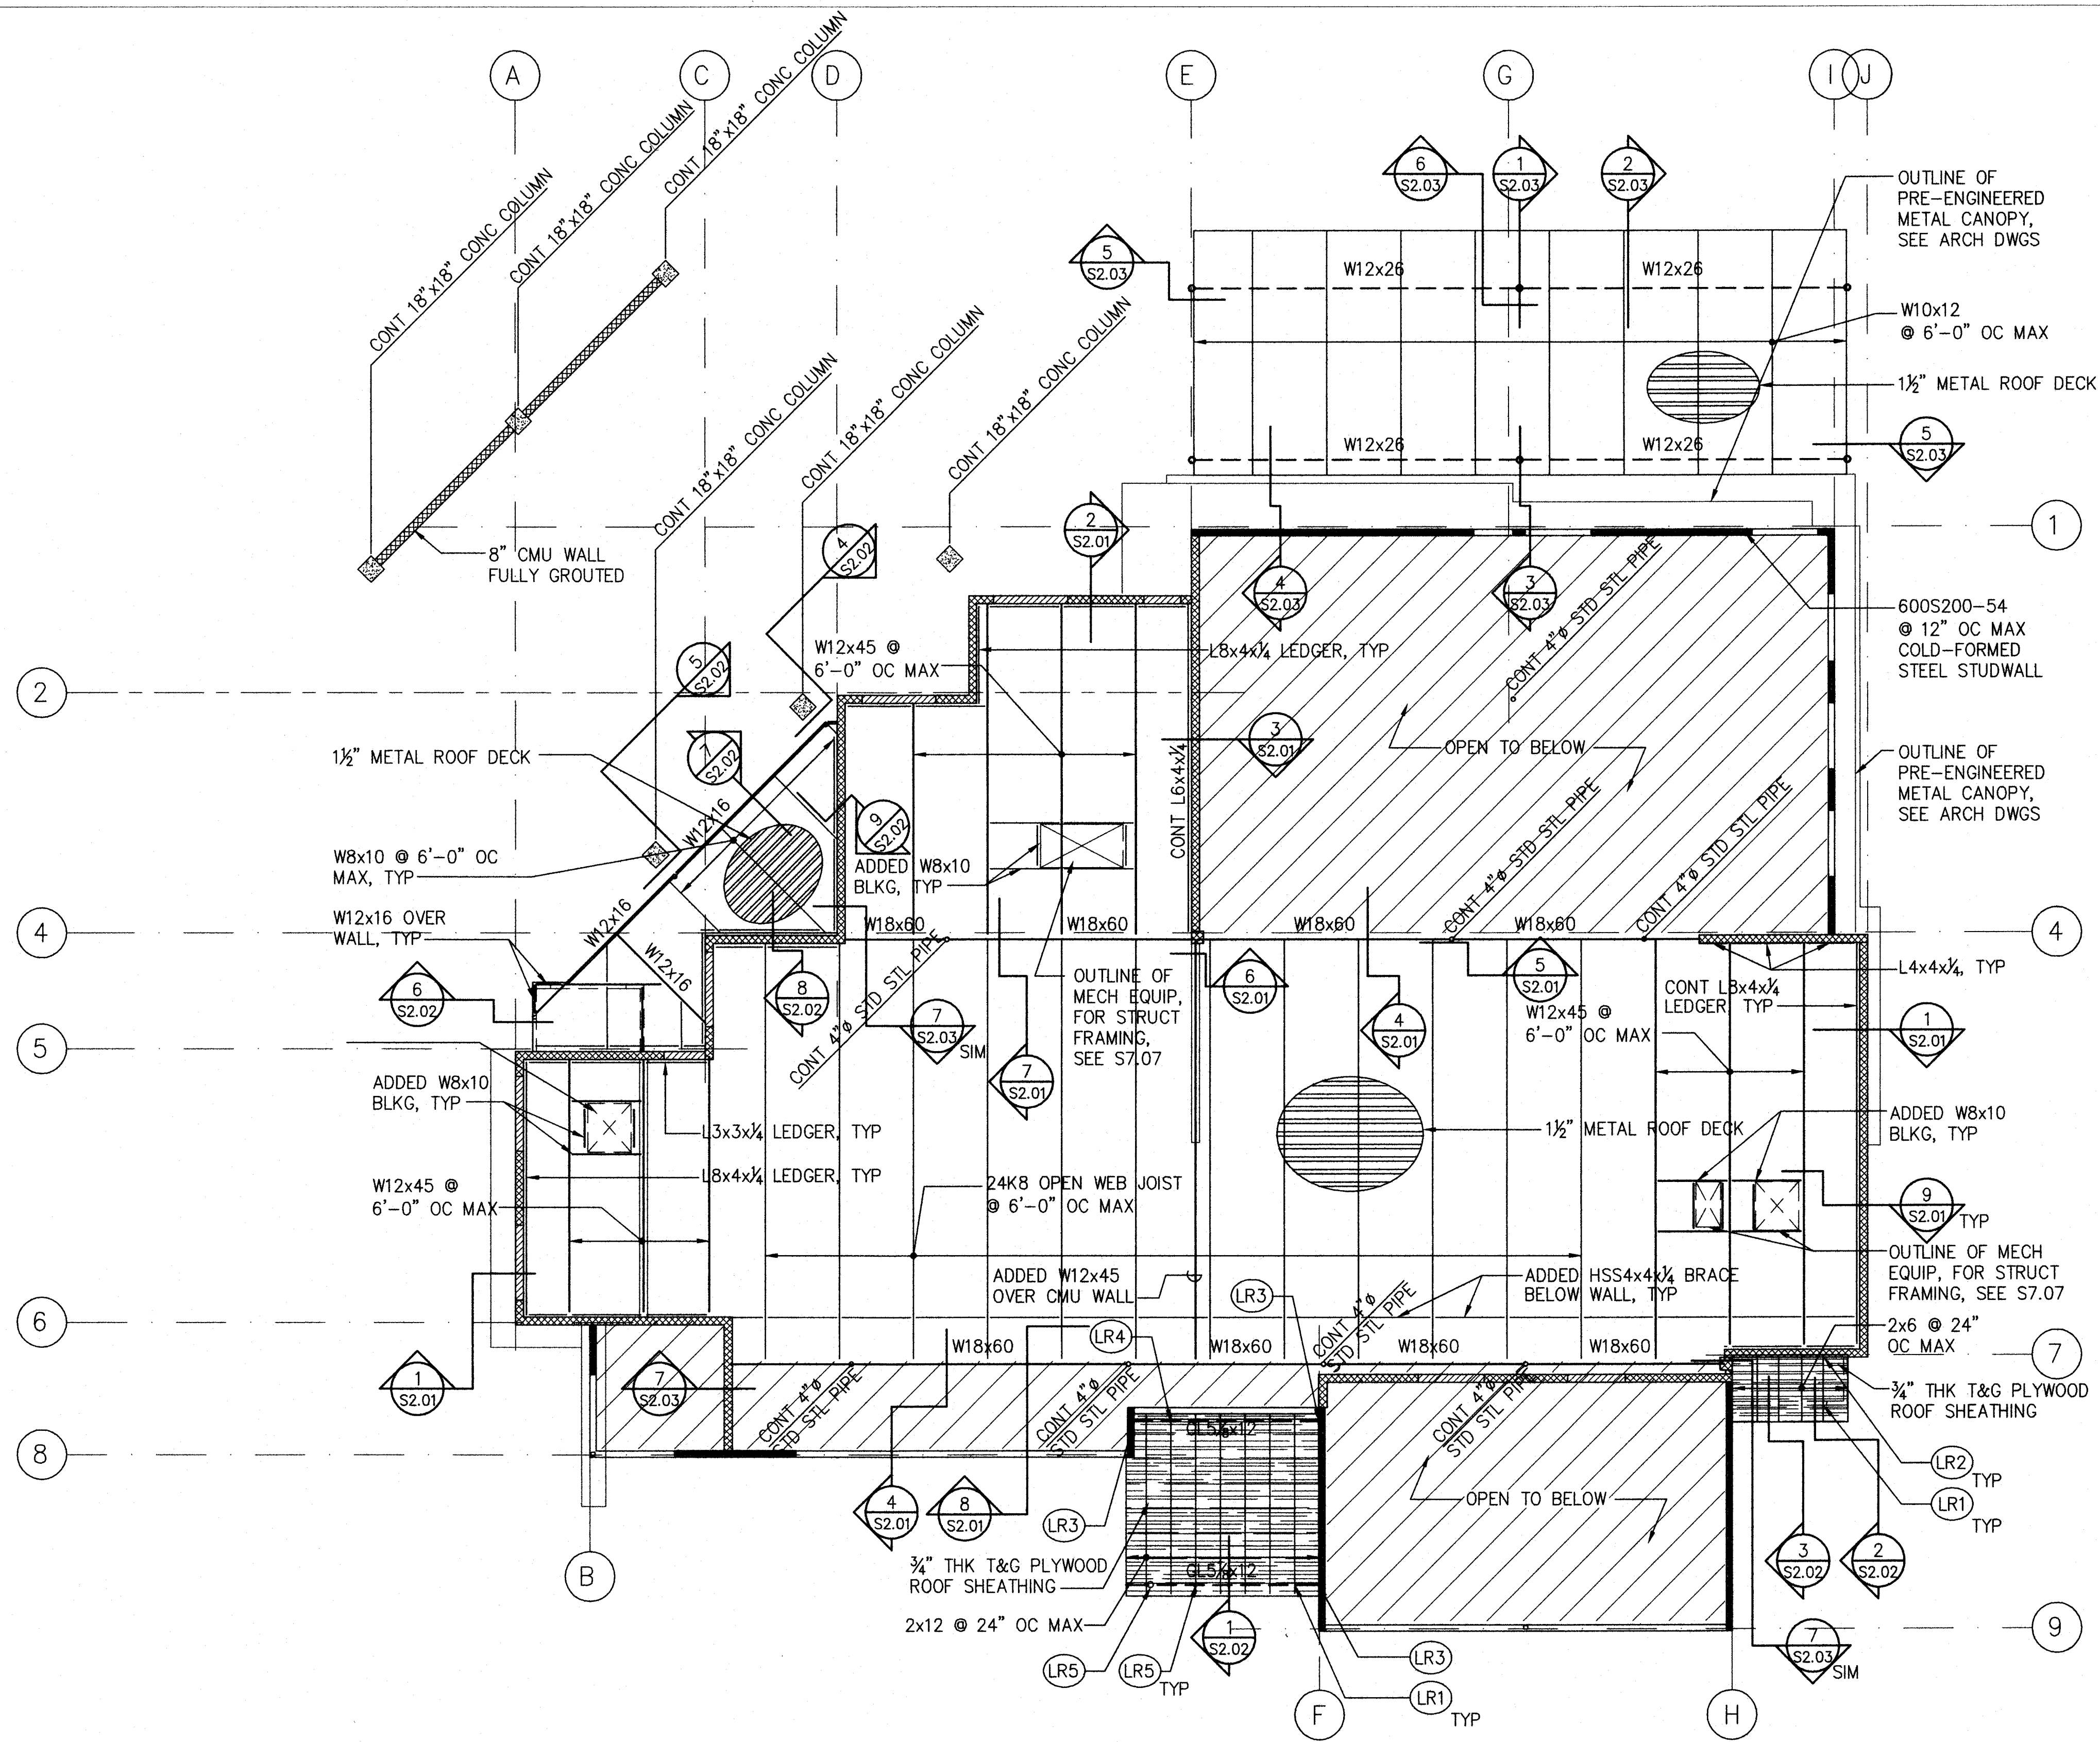 A
C
D
E
G
I
J
CONT 18"x18" CONC COLUMN
CONT 18"x18" CONC COLUMN
CONT 18"x18" CONC COLUMN
6
S2.03
1
S2.03
2
S2.03
OUTLINE OF
PRE-ENGINEERED
METAL CANOPY,
SEE ARCH DWGS
5
S2.03
W12x26
W12x26
W10x12
@ 6'-0" OC MAX
1½" METAL ROOF DECK
W12x26
W12x26
5
S2.03
CONT 18"x18" CONC COLUMN
CONT 18"x18" CONC COLUMN
CONT 18"x18" CONC COLUMN
8" CMU WALL
FULLY GROUTED
4
S2.02
2
S2.01
1
4
S2.03
3
S2.03
CONT 4"ø STD STL PIPE
600S200-54
@ 12" OC MAX
COLD-FORMED
STEEL STUDWALL
5
S2.02
W12x45 @
6'-0" OC MAX
L8x4x¼ LEDGER, TYP
2
7
S2.02
3
S2.01
CONT L6x4x¼
OPEN TO BELOW
OUTLINE OF
PRE-ENGINEERED
METAL CANOPY,
SEE ARCH DWGS
1½" METAL ROOF DECK
W12x16
9
S2.02
ADDED W8x10
BLKG, TYP
W8x10 @ 6'-0" OC
MAX, TYP
CONT 4"ø STD STL PIPE
CONT 4"ø STD STL PIPE
W12x16 OVER
WALL, TYP
W12x16
W12x16
4
W18x60
W18x60
W18x60
W18x60
4
CONT 4"ø STD STL PIPE
6
S2.02
8
S2.02
7
S2.03
SIM
OUTLINE OF
MECH EQUIP,
FOR STRUCT
FRAMING,
SEE S7.07
6
S2.01
5
S2.01
L4x4x¼, TYP
CONT L8x4x¼
LEDGER, TYP
W12x45 @
6'-0" OC MAX
4
S2.01
1
S2.01
5
7
S2.01
ADDED W8x10
BLKG, TYP
L3x3x¼ LEDGER, TYP
L8x4x¼ LEDGER, TYP
W12x45 @
6'-0" OC MAX
24K8 OPEN WEB JOIST
@ 6'-0" OC MAX
1½" METAL ROOF DECK
ADDED W8x10
BLKG, TYP
9
S2.01
TYP
OUTLINE OF MECH
EQUIP, FOR STRUCT
FRAMING, SEE S7.07
ADDED W12x45
OVER CMU WALL
LR3
ADDED HSS4x4x¼ BRACE
BELOW WALL, TYP
6
LR4
W18x60
W18x60
W18x60
W18x60
CONT 4"ø
STD STL PIPE
2x6 @ 24"
OC MAX
7
1
S2.01
7
S2.03
CONT 4"ø
STD STL PIPE
CONT 4"ø
STD STL PIPE
CONT 4"ø
STD STL PIPE
¾" THK T&G PLYWOOD
ROOF SHEATHING
GL5⅛x12
8
LR2
TYP
LR1
TYP
4
S2.01
8
S2.01
LR3
OPEN TO BELOW
3
S2.02
2
S2.02
B
¾" THK T&G PLYWOOD
ROOF SHEATHING
GL5⅛x12
2x12 @ 24" OC MAX
1
S2.02
9
7
S2.03
SIM
LR5
LR5
TYP
LR3
LR1
TYP
F
H